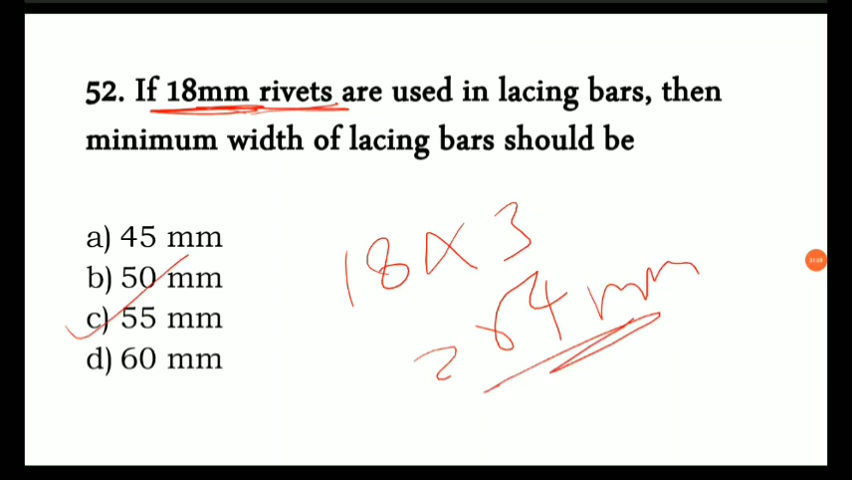 52. If 18mm rivets are used in lacing bars, then
minimum width of lacing bars should be
a) 45 mm
b) 50 mm
c) 55 mm
d) 60 mm
18 x 3
= 54 mm